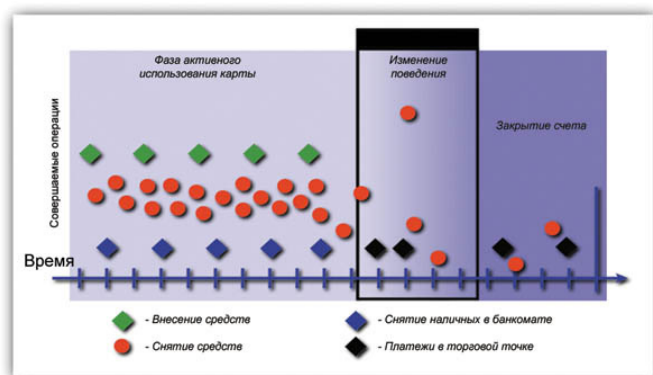 Фаза активного
использования карты
Изменение
поведения
Закрытие счета
Совершаемые операции
Время
- Внесение средств
- Снятие средств
- Снятие наличных в банкомате
- Платежи в торговой точке